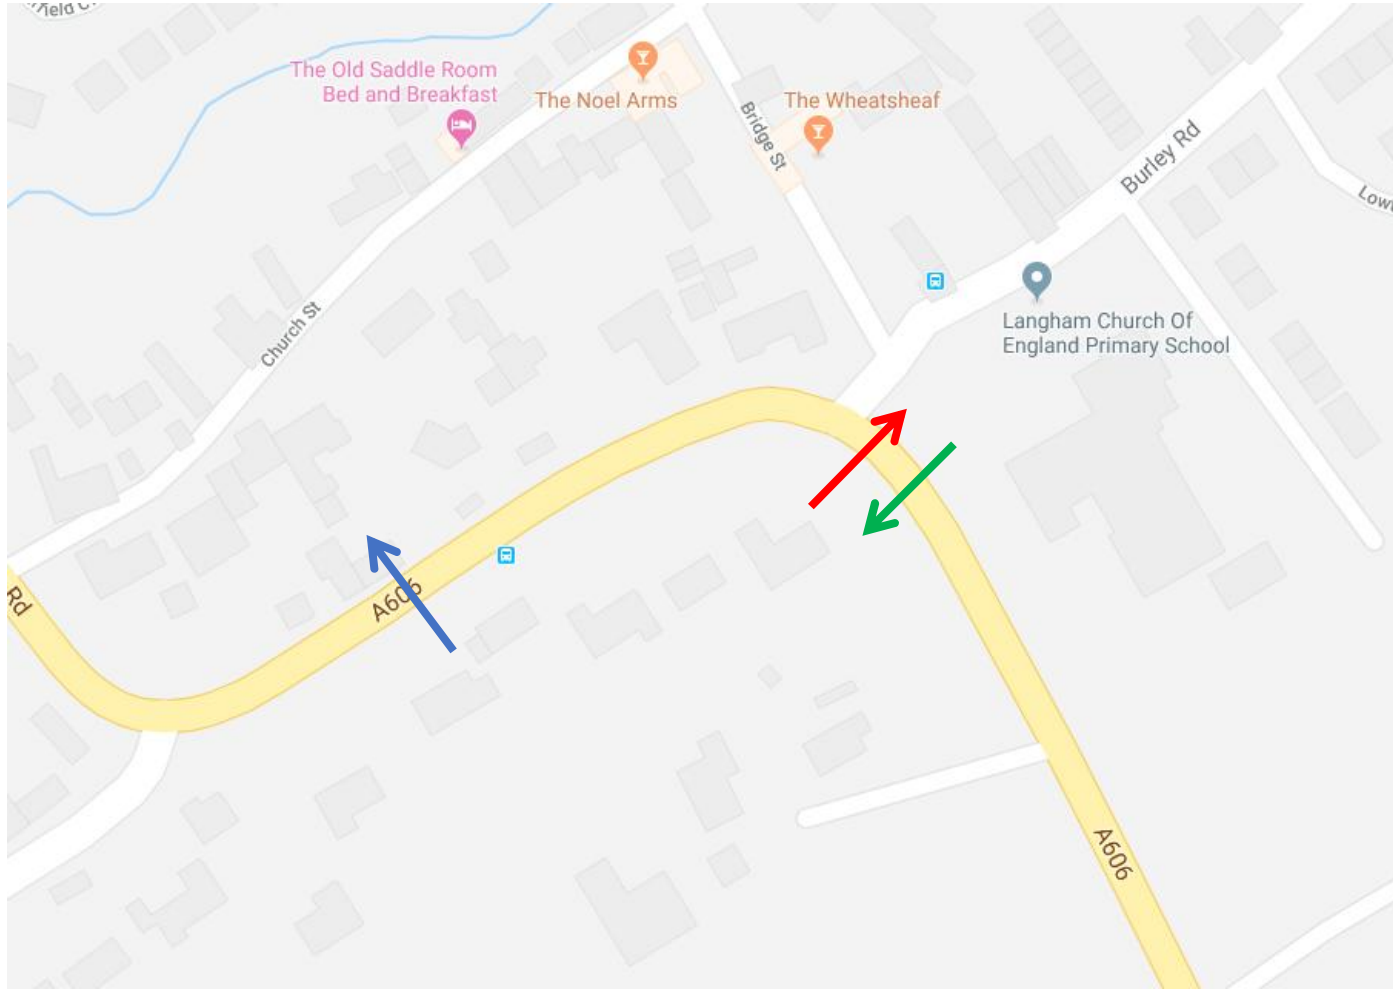 The Old Saddle Room
Bed and Breakfast
The Noel Arms
The Wheatsheaf
Bridge St
Burley Rd
Church St
Langham Church Of
England Primary School
A606
Rd
A606